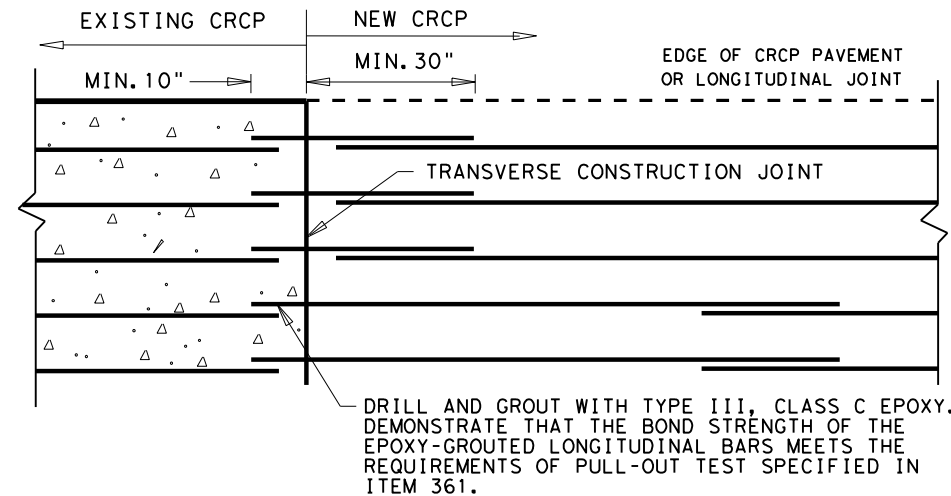 EXISTING CRCP
NEW CRCP
MIN. 10"
MIN. 30"
EDGE OF CRCP PAVEMENT
OR LONGITUDINAL JOINT
TRANSVERSE CONSTRUCTION JOINT
DRILL AND GROUT WITH TYPE III, CLASS C EPOXY.
DEMONSTRATE THAT THE BOND STRENGTH OF THE
EPOXY-GROUTED LONGITUDINAL BARS MEETS THE
REQUIREMENTS OF PULL-OUT TEST SPECIFIED IN
ITEM 361.